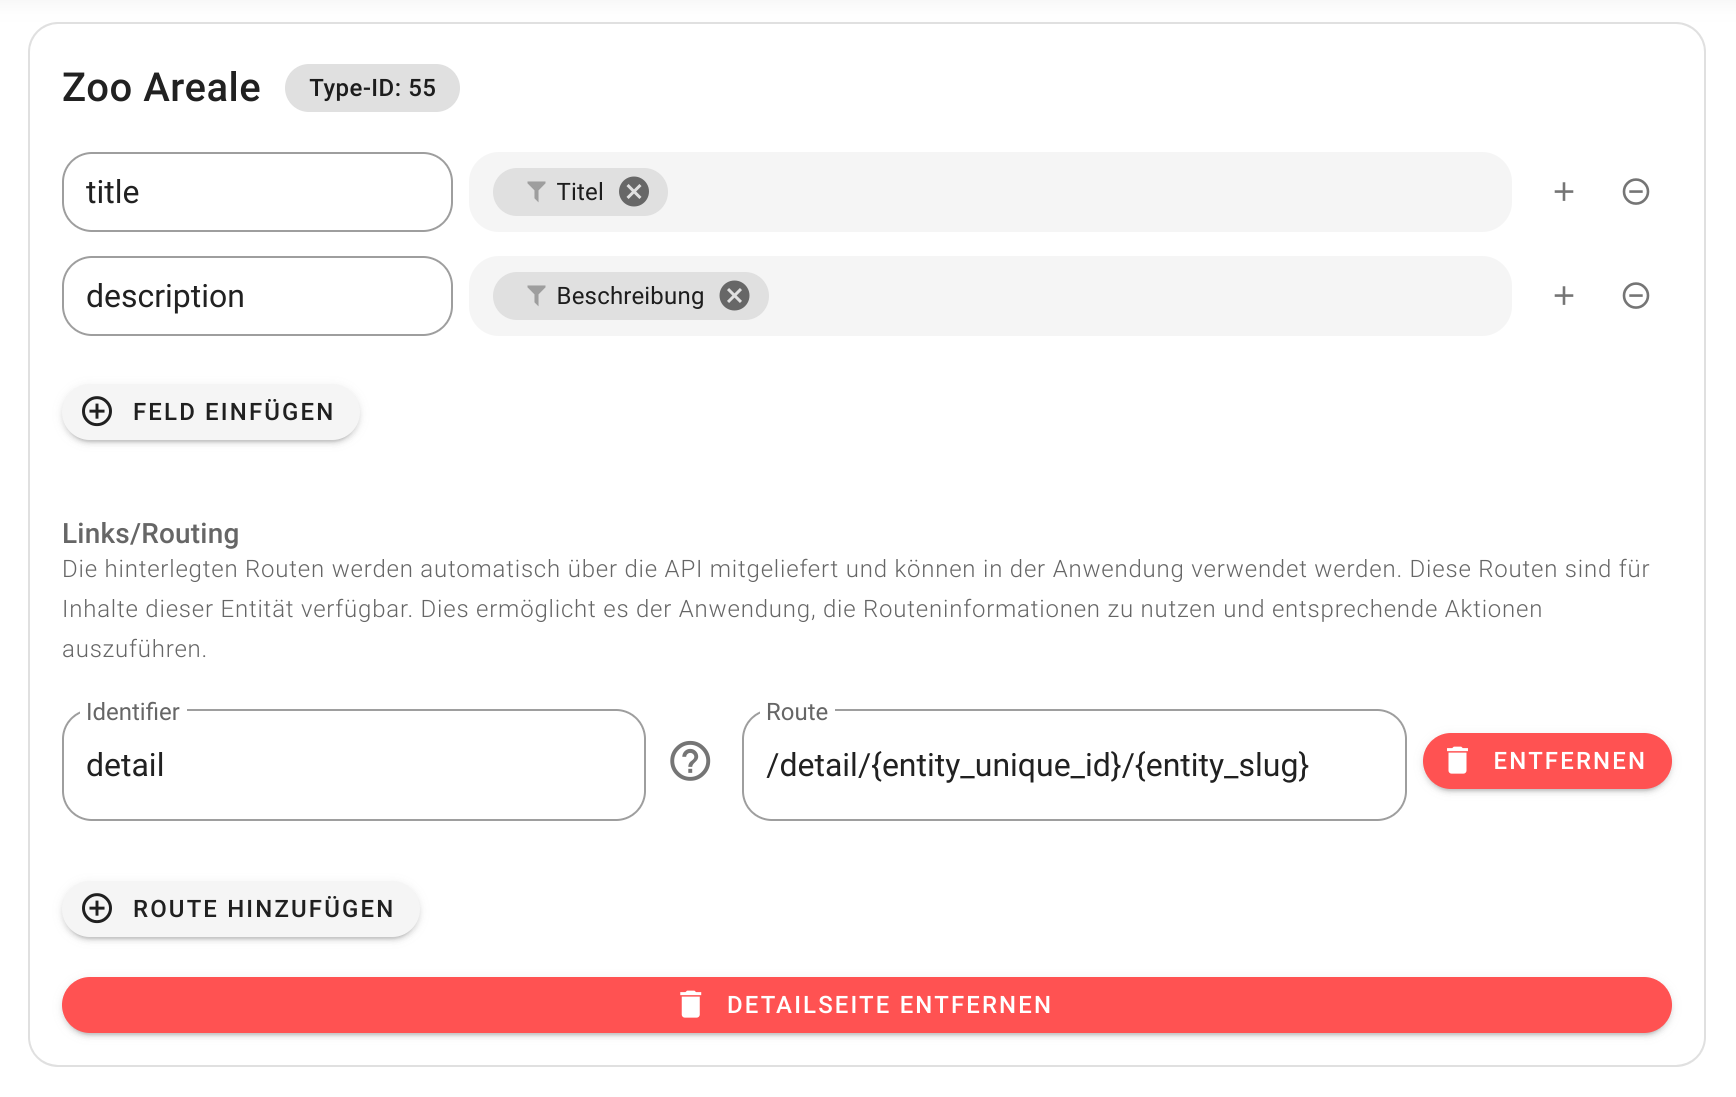 Zoo Areale Type-ID: 55
title Titel
description Beschreibung
FELD EINFÜGEN
Links/Routing
Die hinterlegten Routen werden automatisch über die API mitgeliefert und können in der Anwendung verwendet werden. Diese Routen sind für
Inhalte dieser Entität verfügbar. Dies ermöglicht es der Anwendung, die Routeninformationen zu nutzen und entsprechende Aktionen
auszuführen.
Identifier Route
detail /detail/{entity_unique_id}/{entity_slug} ENTFERNEN
ROUTE HINZUFÜGEN
DETAILSEITE ENTFERNEN